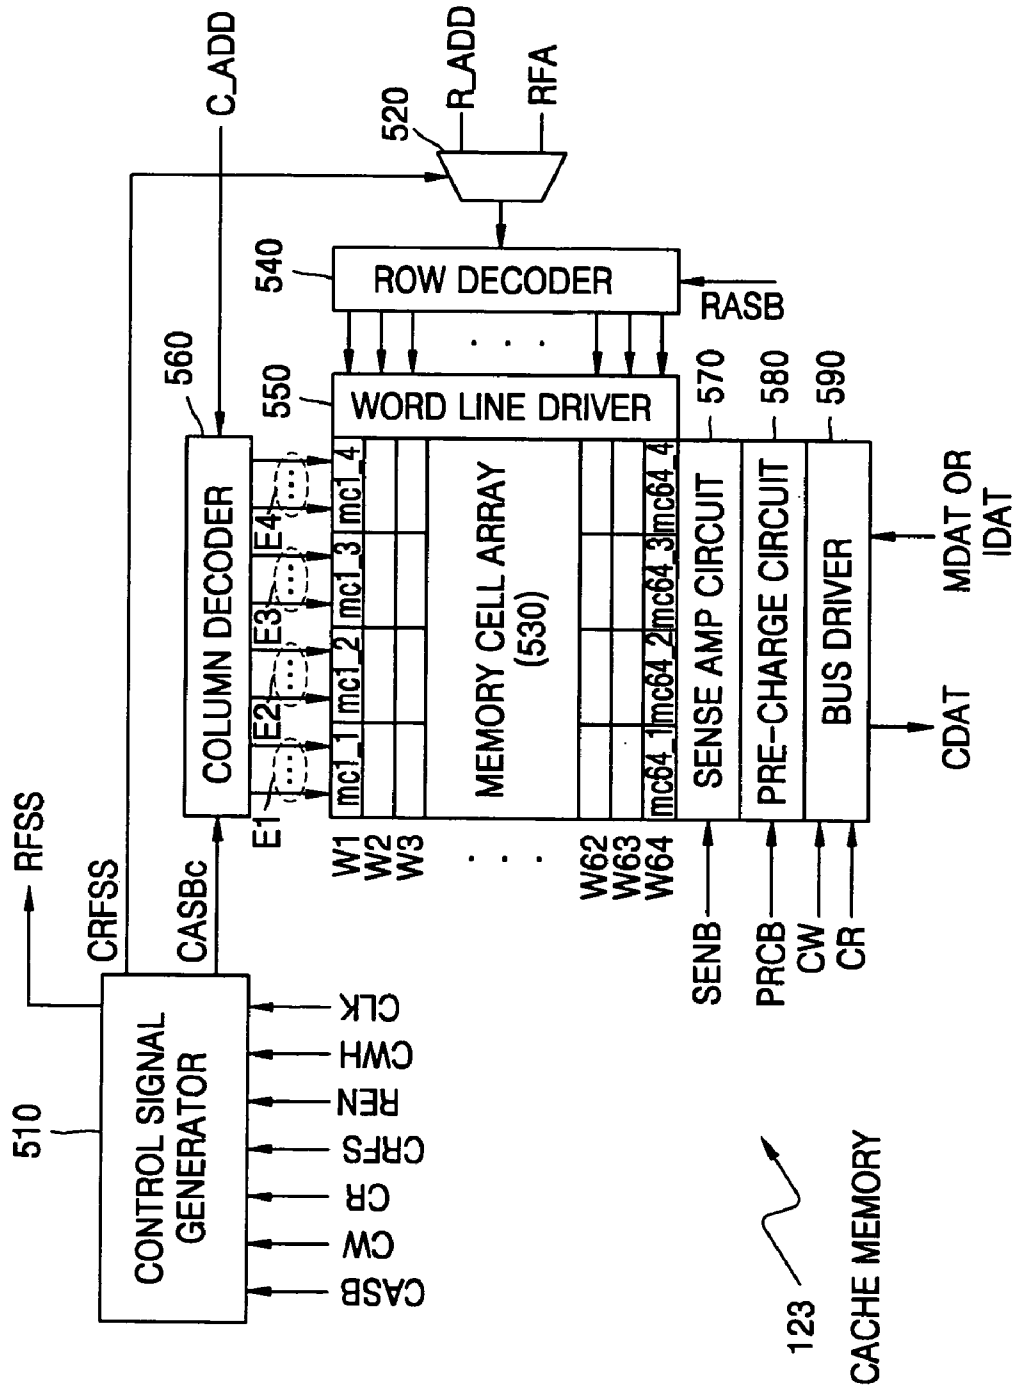 C_ADD
R_ADD
RFA
520
RFSS
CRFSS
CASBc
510
CONTROL SIGNAL
GENERATOR
CASB
CW
CR
CRFS
REN
CWH
CLK
560
COLUMN DECODER
E1
E2
E3
E4
540
ROW DECODER
RASB
550
WORD LINE DRIVER
W1
mc1_1
mc1_2
mc1_3
mc1_4
W2
W3
MEMORY CELL ARRAY
(530)
W62
W63
W64
mc64_1
mc64_2
mc64_3
mc64_4
SENB
SENSE AMP CIRCUIT
570
PRCB
PRE-CHARGE CIRCUIT
580
CW
CR
BUS DRIVER
590
CDAT
MDAT OR
IDAT
123
CACHE MEMORY